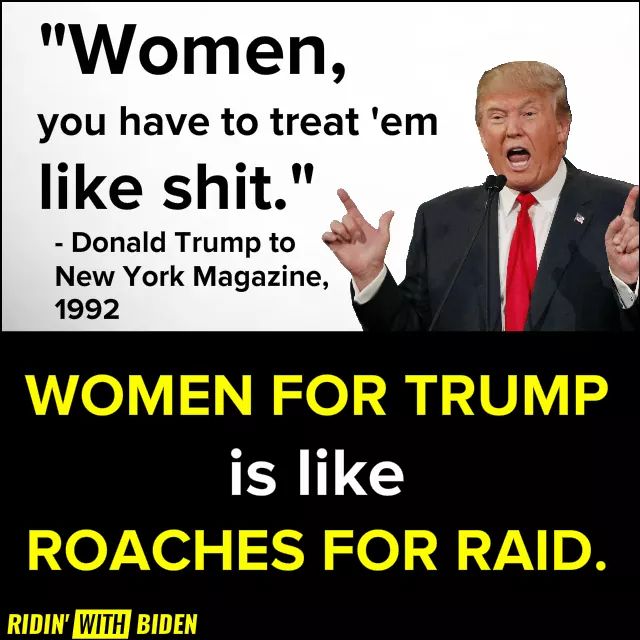 "Women,
you have to treat 'em
like shit."
- Donald Trump to
New York Magazine,
1992
WOMEN FOR TRUMP
is like
ROACHES FOR RAID.
RIDIN' WITH BIDEN